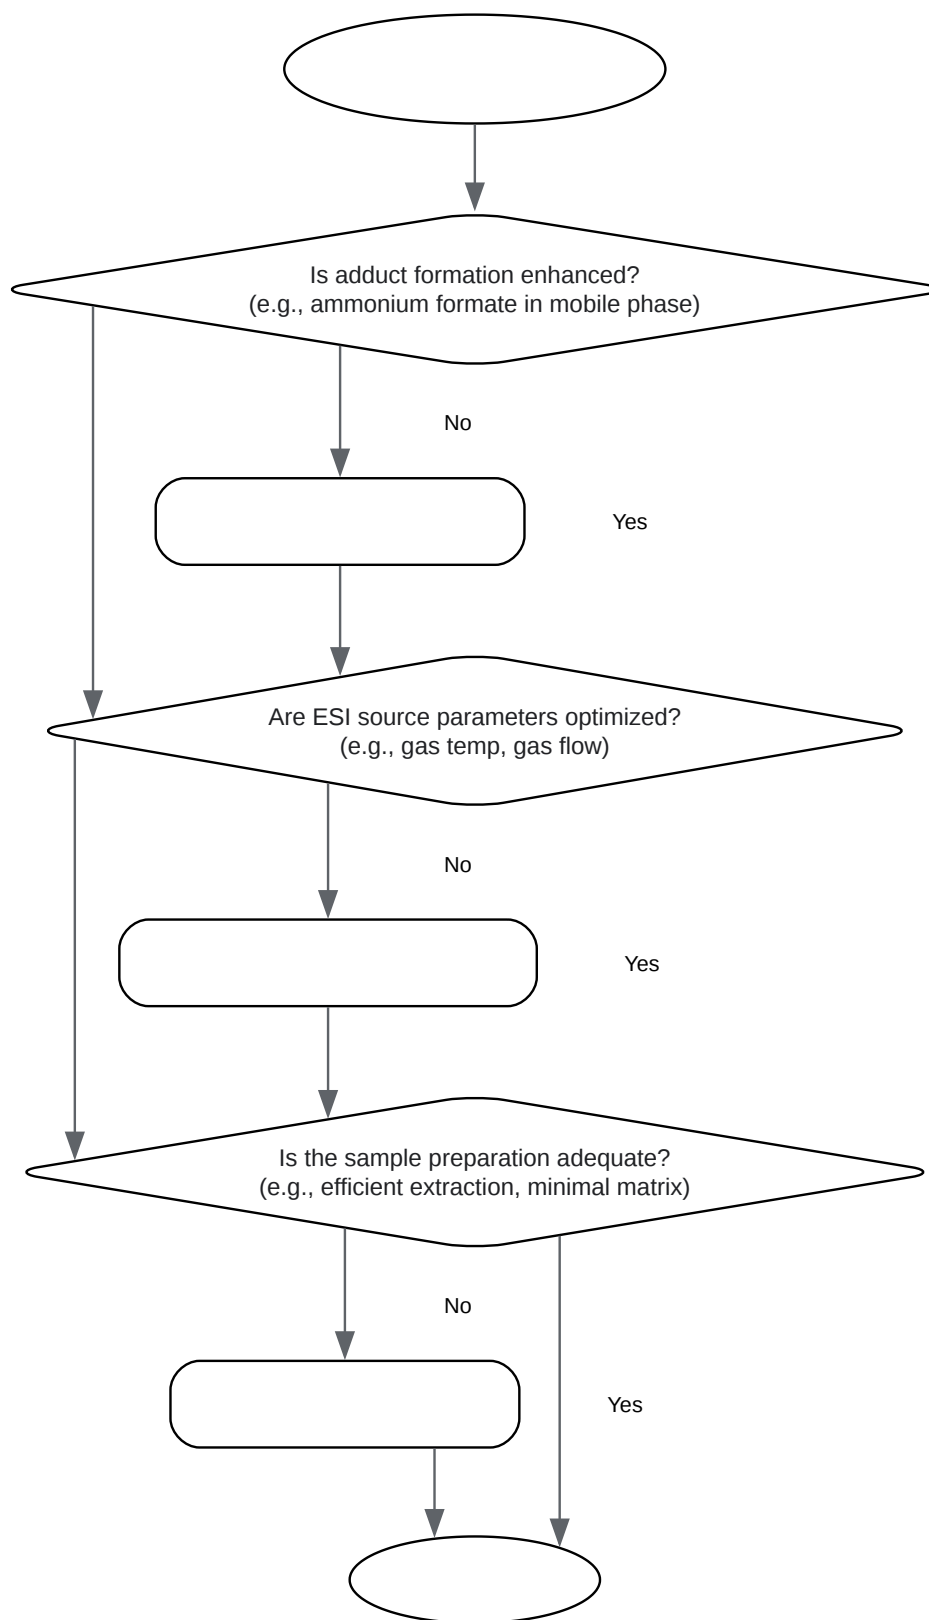 Is adduct formation enhanced?
(e.g., ammonium formate in mobile phase)
No
Yes
Are ESI source parameters optimized?
(e.g., gas temp, gas flow)
No
Yes
Is the sample preparation adequate?
(e.g., efficient extraction, minimal matrix)
No
Yes